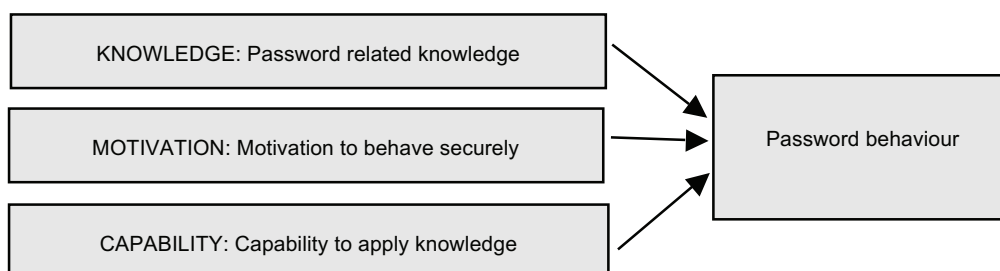 KNOWLEDGE: Password related knowledge
MOTIVATION: Motivation to behave securely
Password behaviour
CAPABILITY: Capability to apply knowledge